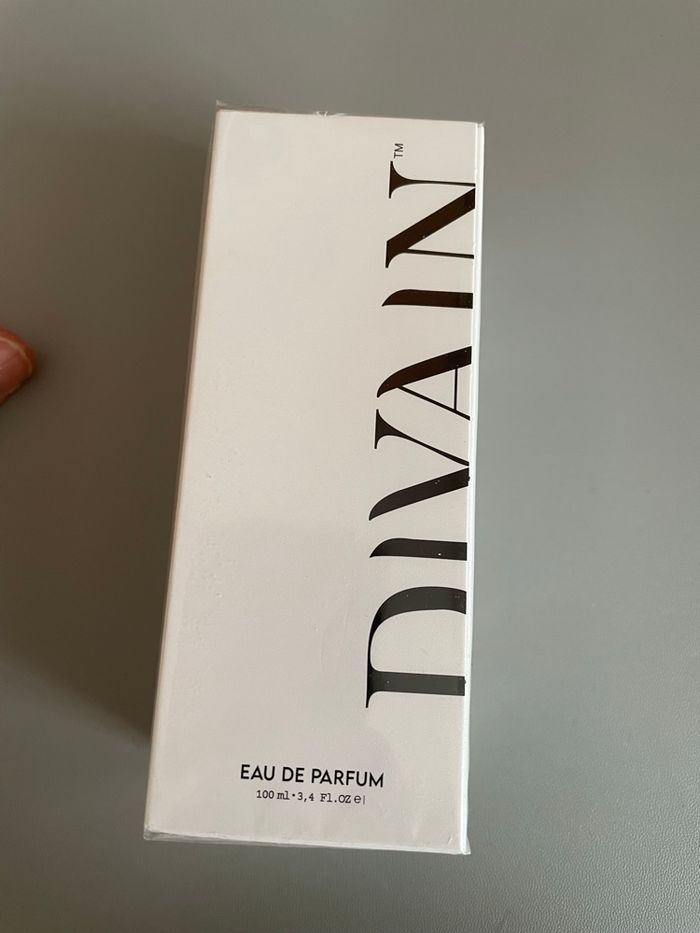 DIVAIN™
EAU DE PARFUM
100 ml•3,4 Fl.OZ ℮